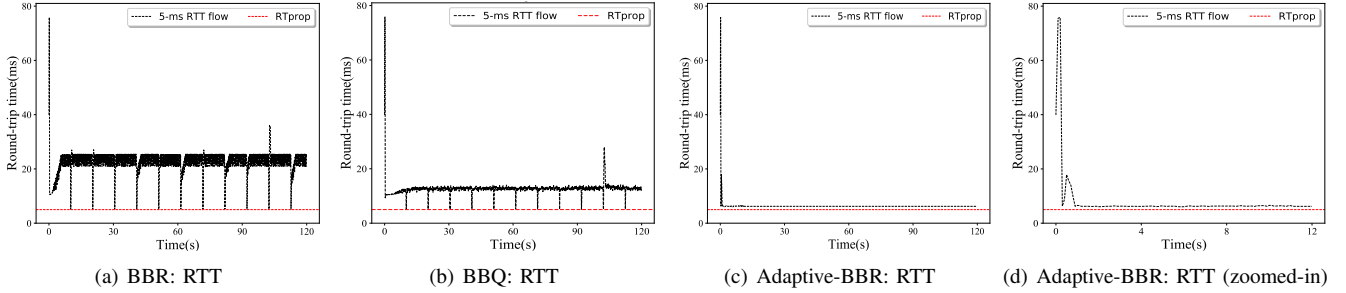 5-ms RTT flow RTprop
80
60
40
20
0
Round-trip time(ms)
0 30 60 90 120
Time(s)
(a) BBR: RTT
5-ms RTT flow RTprop
80
60
40
20
0
Round-trip time(ms)
0 30 60 90 120
Time(s)
(b) BBQ: RTT
5-ms RTT flow RTprop
80
60
40
20
0
Round-trip time(ms)
0 30 60 90 120
Time(s)
(c) Adaptive-BBR: RTT
5-ms RTT flow RTprop
80
60
40
20
0
Round-trip time(ms)
0 4 8 12
Time(s)
(d) Adaptive-BBR: RTT (zoomed-in)